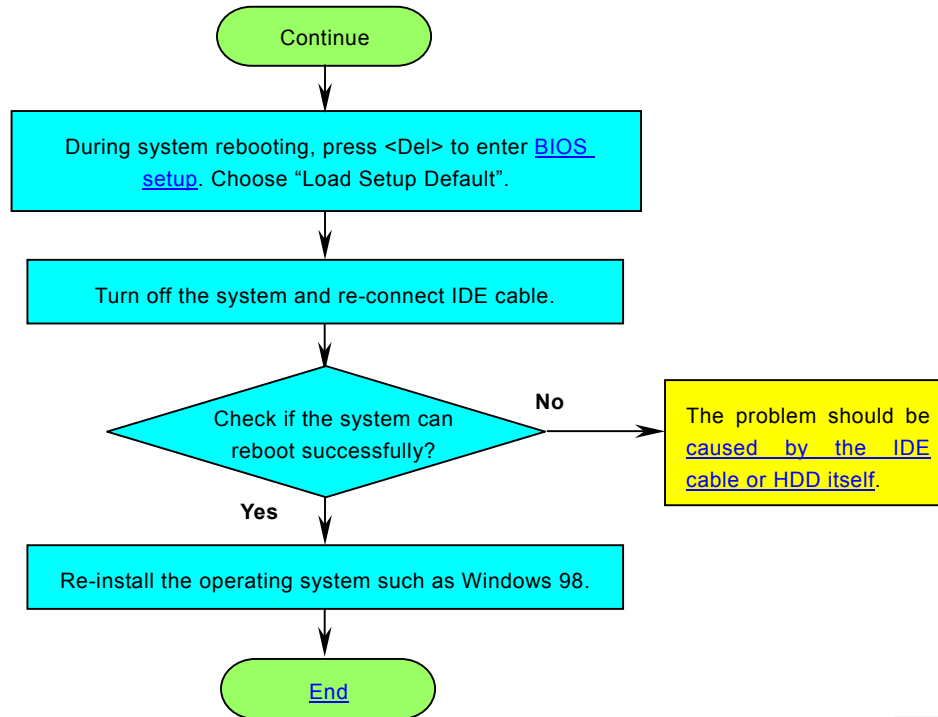 Continue
During system rebooting, press <Del> to enter BIOS
setup. Choose “Load Setup Default”.
Turn off the system and re-connect IDE cable.
Check if the system can
reboot successfully?
No
The problem should be
caused by the IDE
cable or HDD itself.
Yes
Re-install the operating system such as Windows 98.
End